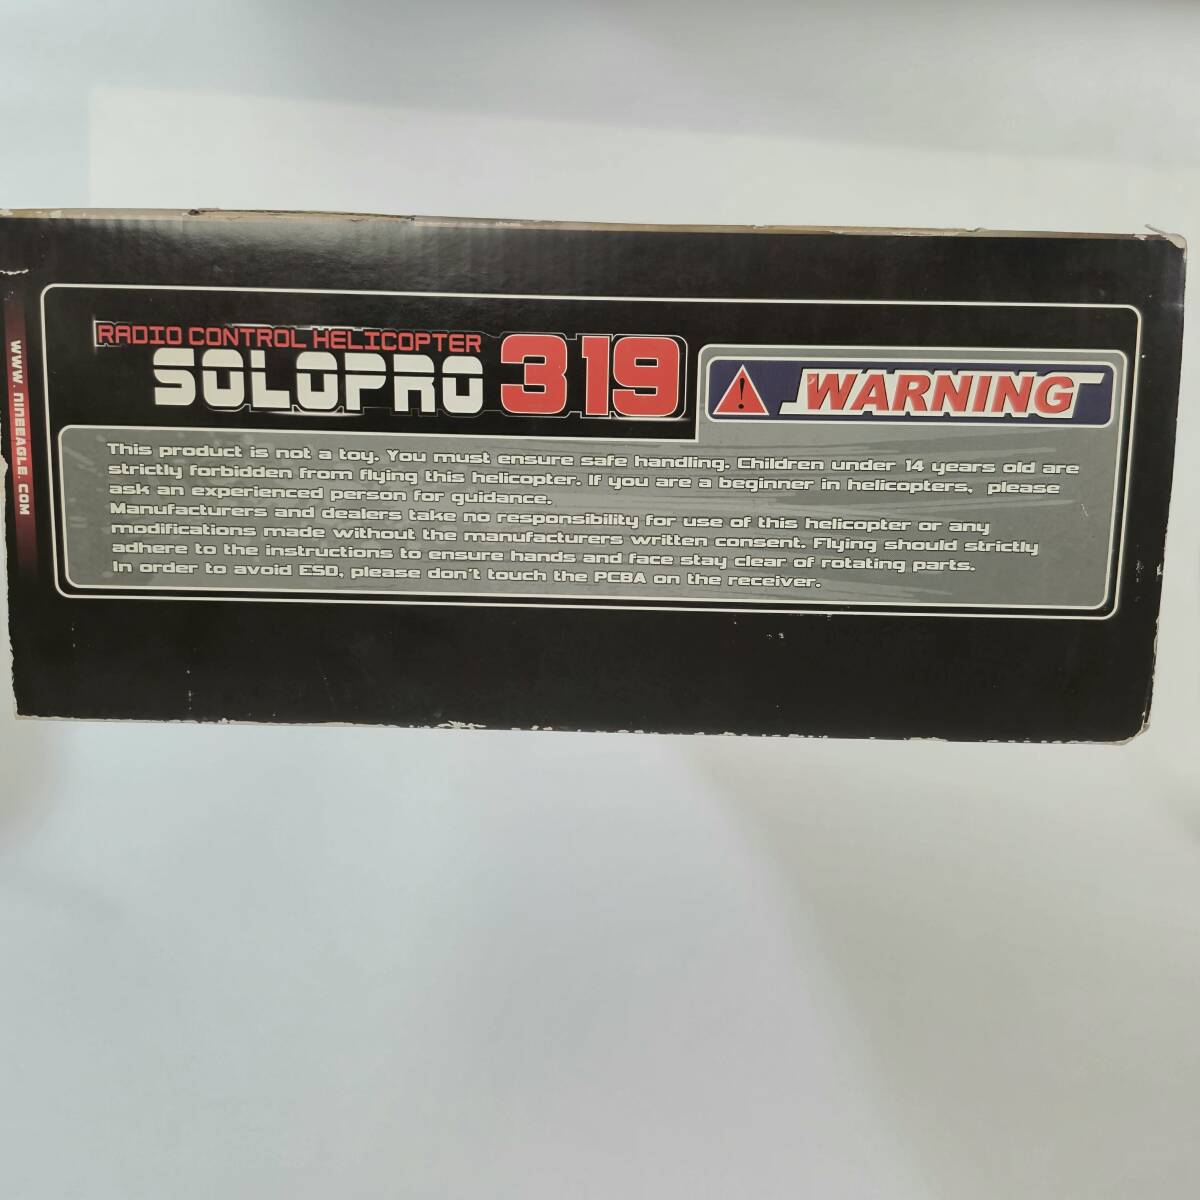 RADIO CONTROL HELICOPTER
SOLOPRO 319
WARNING
This product is not a toy. You must ensure safe handling. Children under 14 years old are
strictly forbidden from flying this helicopter. If you are a beginner in helicopters, please
ask an experienced person for guidance.
Manufacturers and dealers take no responsibility for use of this helicopter or any
modifications made without the manufacturers written consent. Flying should strictly
adhere to the instructions to ensure hands and face stay clear of rotating parts.
In order to avoid ESD, please don't touch the PCBA on the receiver.
WWW.NINEEAGLE.COM